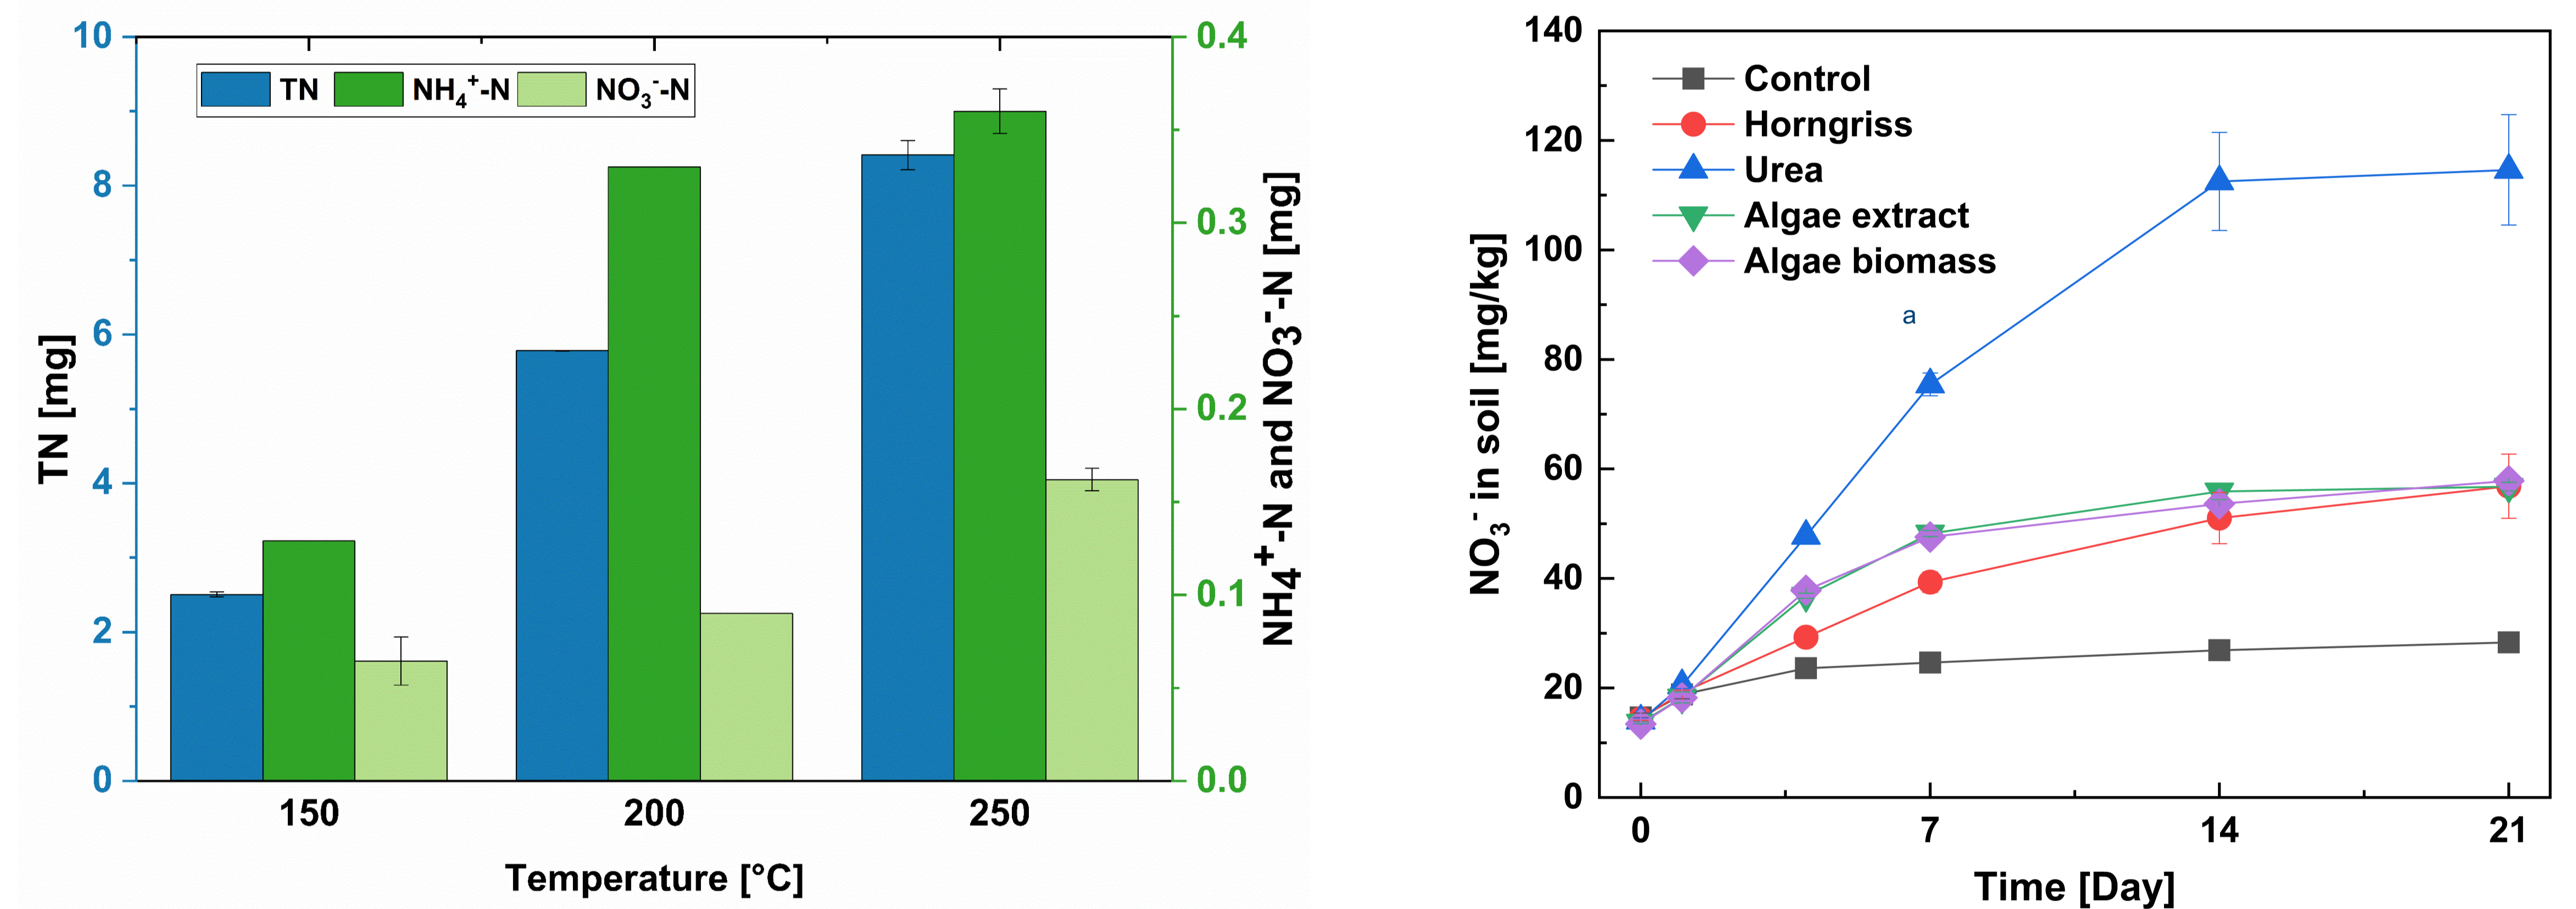 10
8
6
4
2
0
TN [mg]
TN NH₄⁺-N NO₃⁻-N
0.4
0.3
0.2
0.1
0.0
NH4⁺-N and NO3⁻-N [mg]
150 200 250
Temperature [°C]
140
120
100
80
60
40
20
0
NO₃⁻ in soil [mg/kg]
Control
Horngriss
Urea
Algae extract
Algae biomass
a
0 7 14 21
Time [Day]